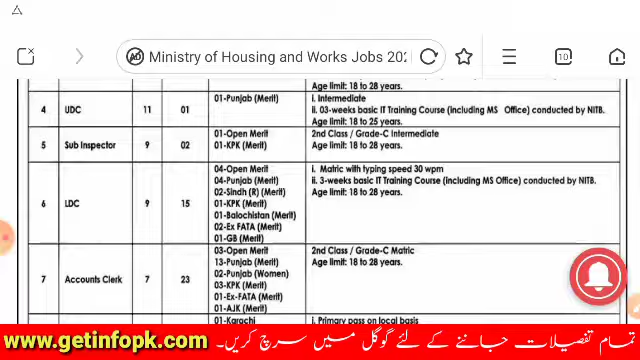 AD Ministry of Housing and Works Jobs 202
10
Age limit: 18 to 28 years.
4 UDC 11 01 01-Punjab (Merit) i. Intermediate
ii. 03-weeks basic IT Training Course (including MS Office) conducted by NITB.
Age limit: 18 to 25 years.
5 Sub Inspector 9 02 01-Open Merit 2nd Class / Grade-C Intermediate
01-KPK (Merit) Age limit: 18 to 28 years.
6 LDC 9 15 04-Open Merit i. Matric with typing speed 30 wpm
04-Punjab (Merit) ii. 3-weeks basic IT Training Course (including MS Office) conducted by NITB.
02-Sindh (R) (Merit) Age limit: 18 to 28 years.
01-KPK (Merit)
01-Balochistan (Merit)
02-Ex FATA (Merit)
01-GB (Merit)
7 Accounts Clerk 7 23 03-Open Merit 2nd Class / Grade-C Matric
13-Punjab (Merit) Age limit: 18 to 28 years.
02-Punjab (Women)
03-KPK (Merit)
01-Ex-FATA (Merit)
01-AJK (Merit)
01-Karachi i. Primary pass on local basis
www.getinfopk.com تمام تفصیلات جاننے کے لئے گوگل میں سرچ کریں۔